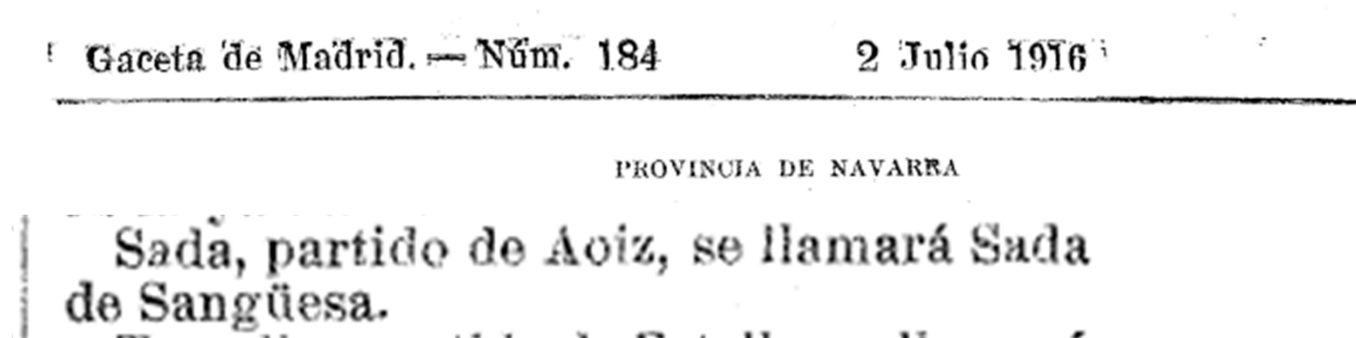 Gaceta de Madrid. — Núm. 184 2 Julio 1916
PROVINCIA DE NAVARRA
Sada, partido de Aoiz, se llamará Sada
de Sangüesa.